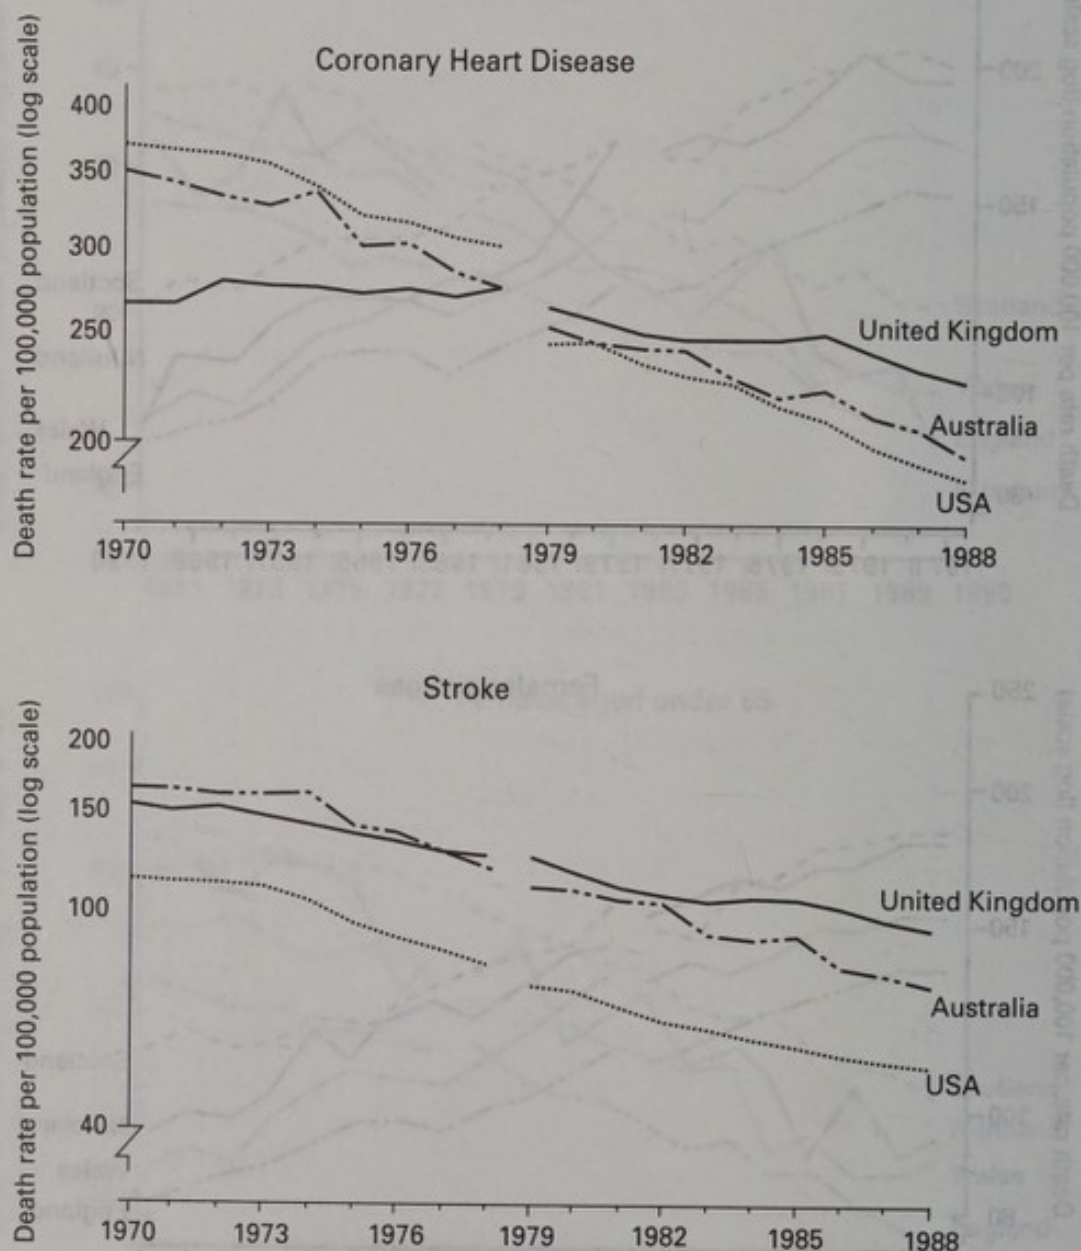 Coronary Heart Disease
Death rate per 100,000 population (log scale)
400
350
300
250
200
United Kingdom
Australia
USA
1970 1973 1976 1979 1982 1985 1988
Stroke
Death rate per 100,000 population (log scale)
200
150
100
40
United Kingdom
Australia
USA
1970 1973 1976 1979 1982 1985 1988